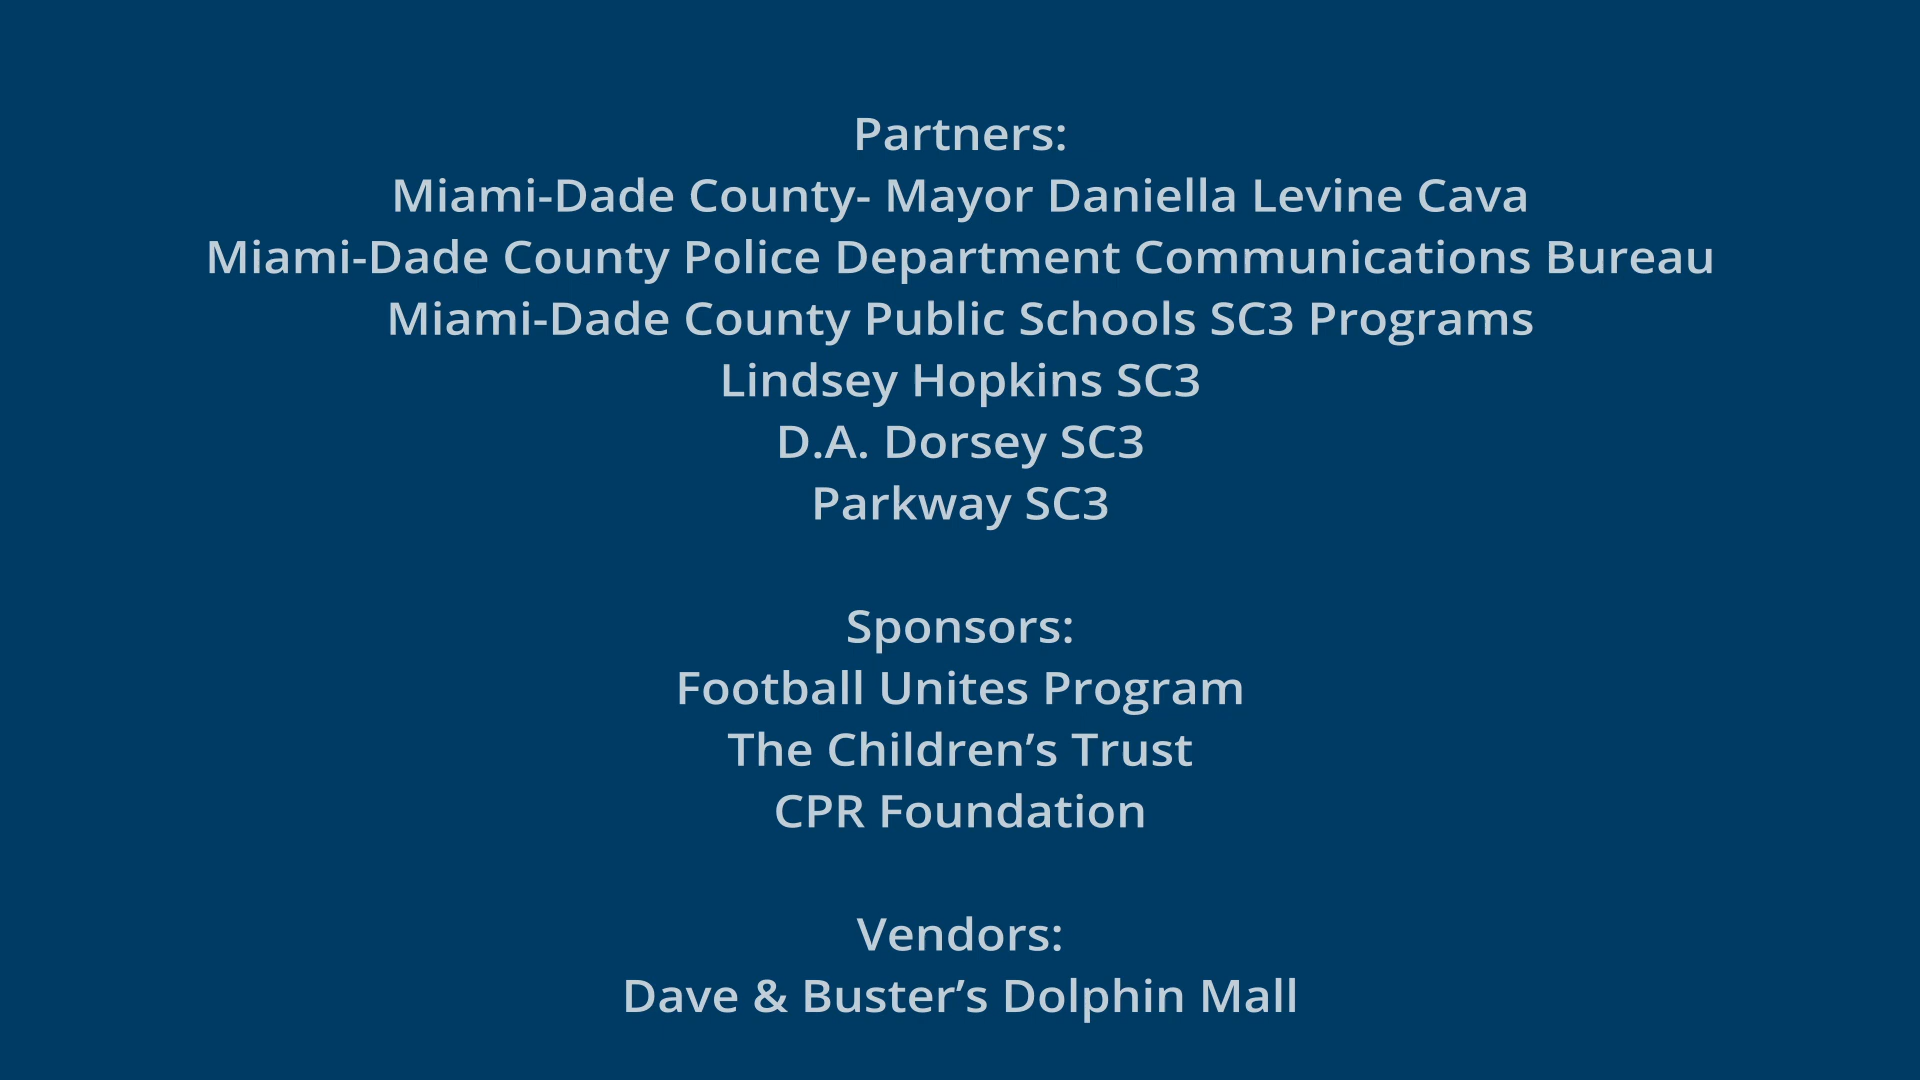 Partners:
Miami-Dade County- Mayor Daniella Levine Cava
Miami-Dade County Police Department Communications Bureau
Miami-Dade County Public Schools SC3 Programs
Lindsey Hopkins SC3
D.A. Dorsey SC3
Parkway SC3
Sponsors:
Football Unites Program
The Children’s Trust
CPR Foundation
Vendors:
Dave & Buster’s Dolphin Mall